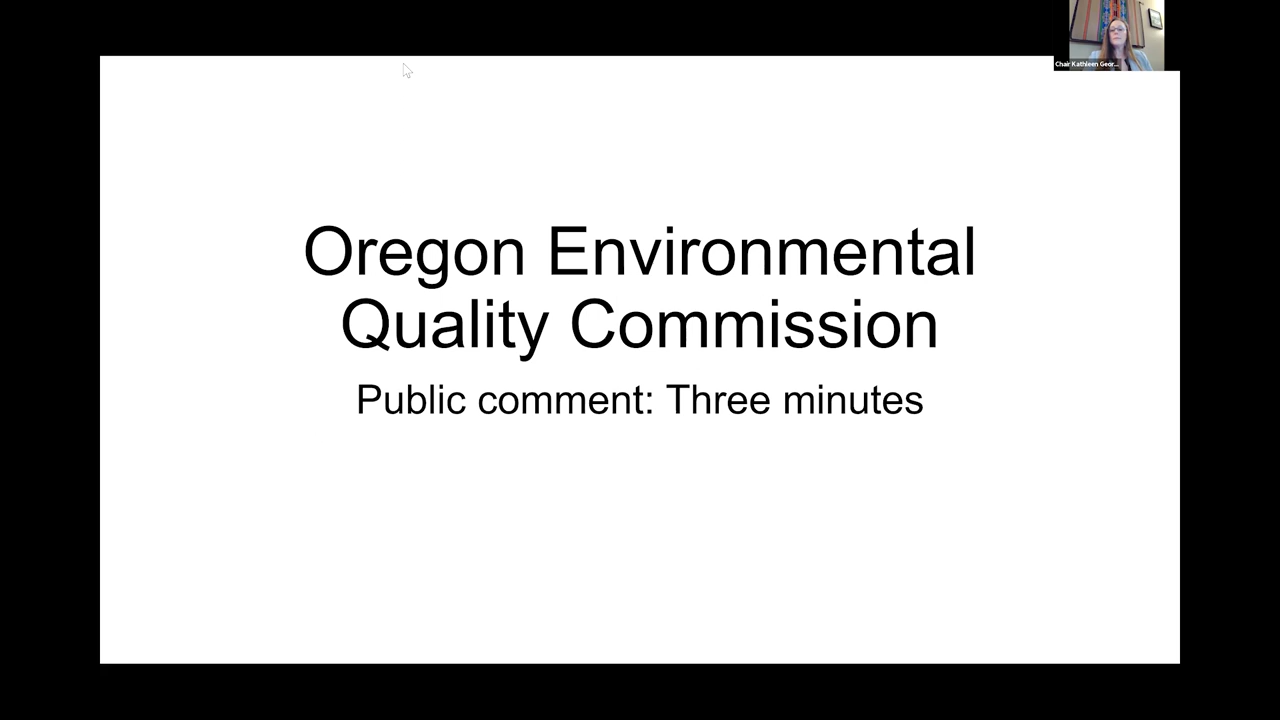 Chair Kathleen Geor...
Oregon Environmental
Quality Commission
Public comment: Three minutes